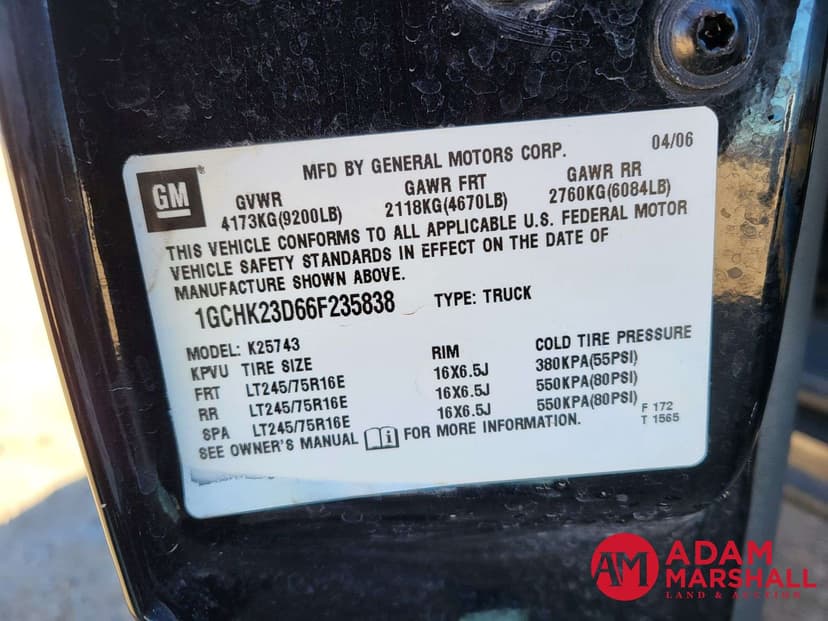 GM
MFD BY GENERAL MOTORS CORP. 04/06
GVWR GAWR FRT GAWR RR
4173KG(9200LB) 2118KG(4670LB) 2760KG(6084LB)
THIS VEHICLE CONFORMS TO ALL APPLICABLE U.S. FEDERAL MOTOR
VEHICLE SAFETY STANDARDS IN EFFECT ON THE DATE OF
MANUFACTURE SHOWN ABOVE.
1GCHK23D66F235838 TYPE: TRUCK
MODEL: K25743
KPVU TIRE SIZE RIM COLD TIRE PRESSURE
FRT LT245/75R16E 16X6.5J 380KPA(55PSI)
RR LT245/75R16E 16X6.5J 550KPA(80PSI)
SPA LT245/75R16E 16X6.5J 550KPA(80PSI)
SEE OWNER'S MANUAL FOR MORE INFORMATION.
F 172
T 1565
AM ADAM
MARSHALL
LAND & AUCTION